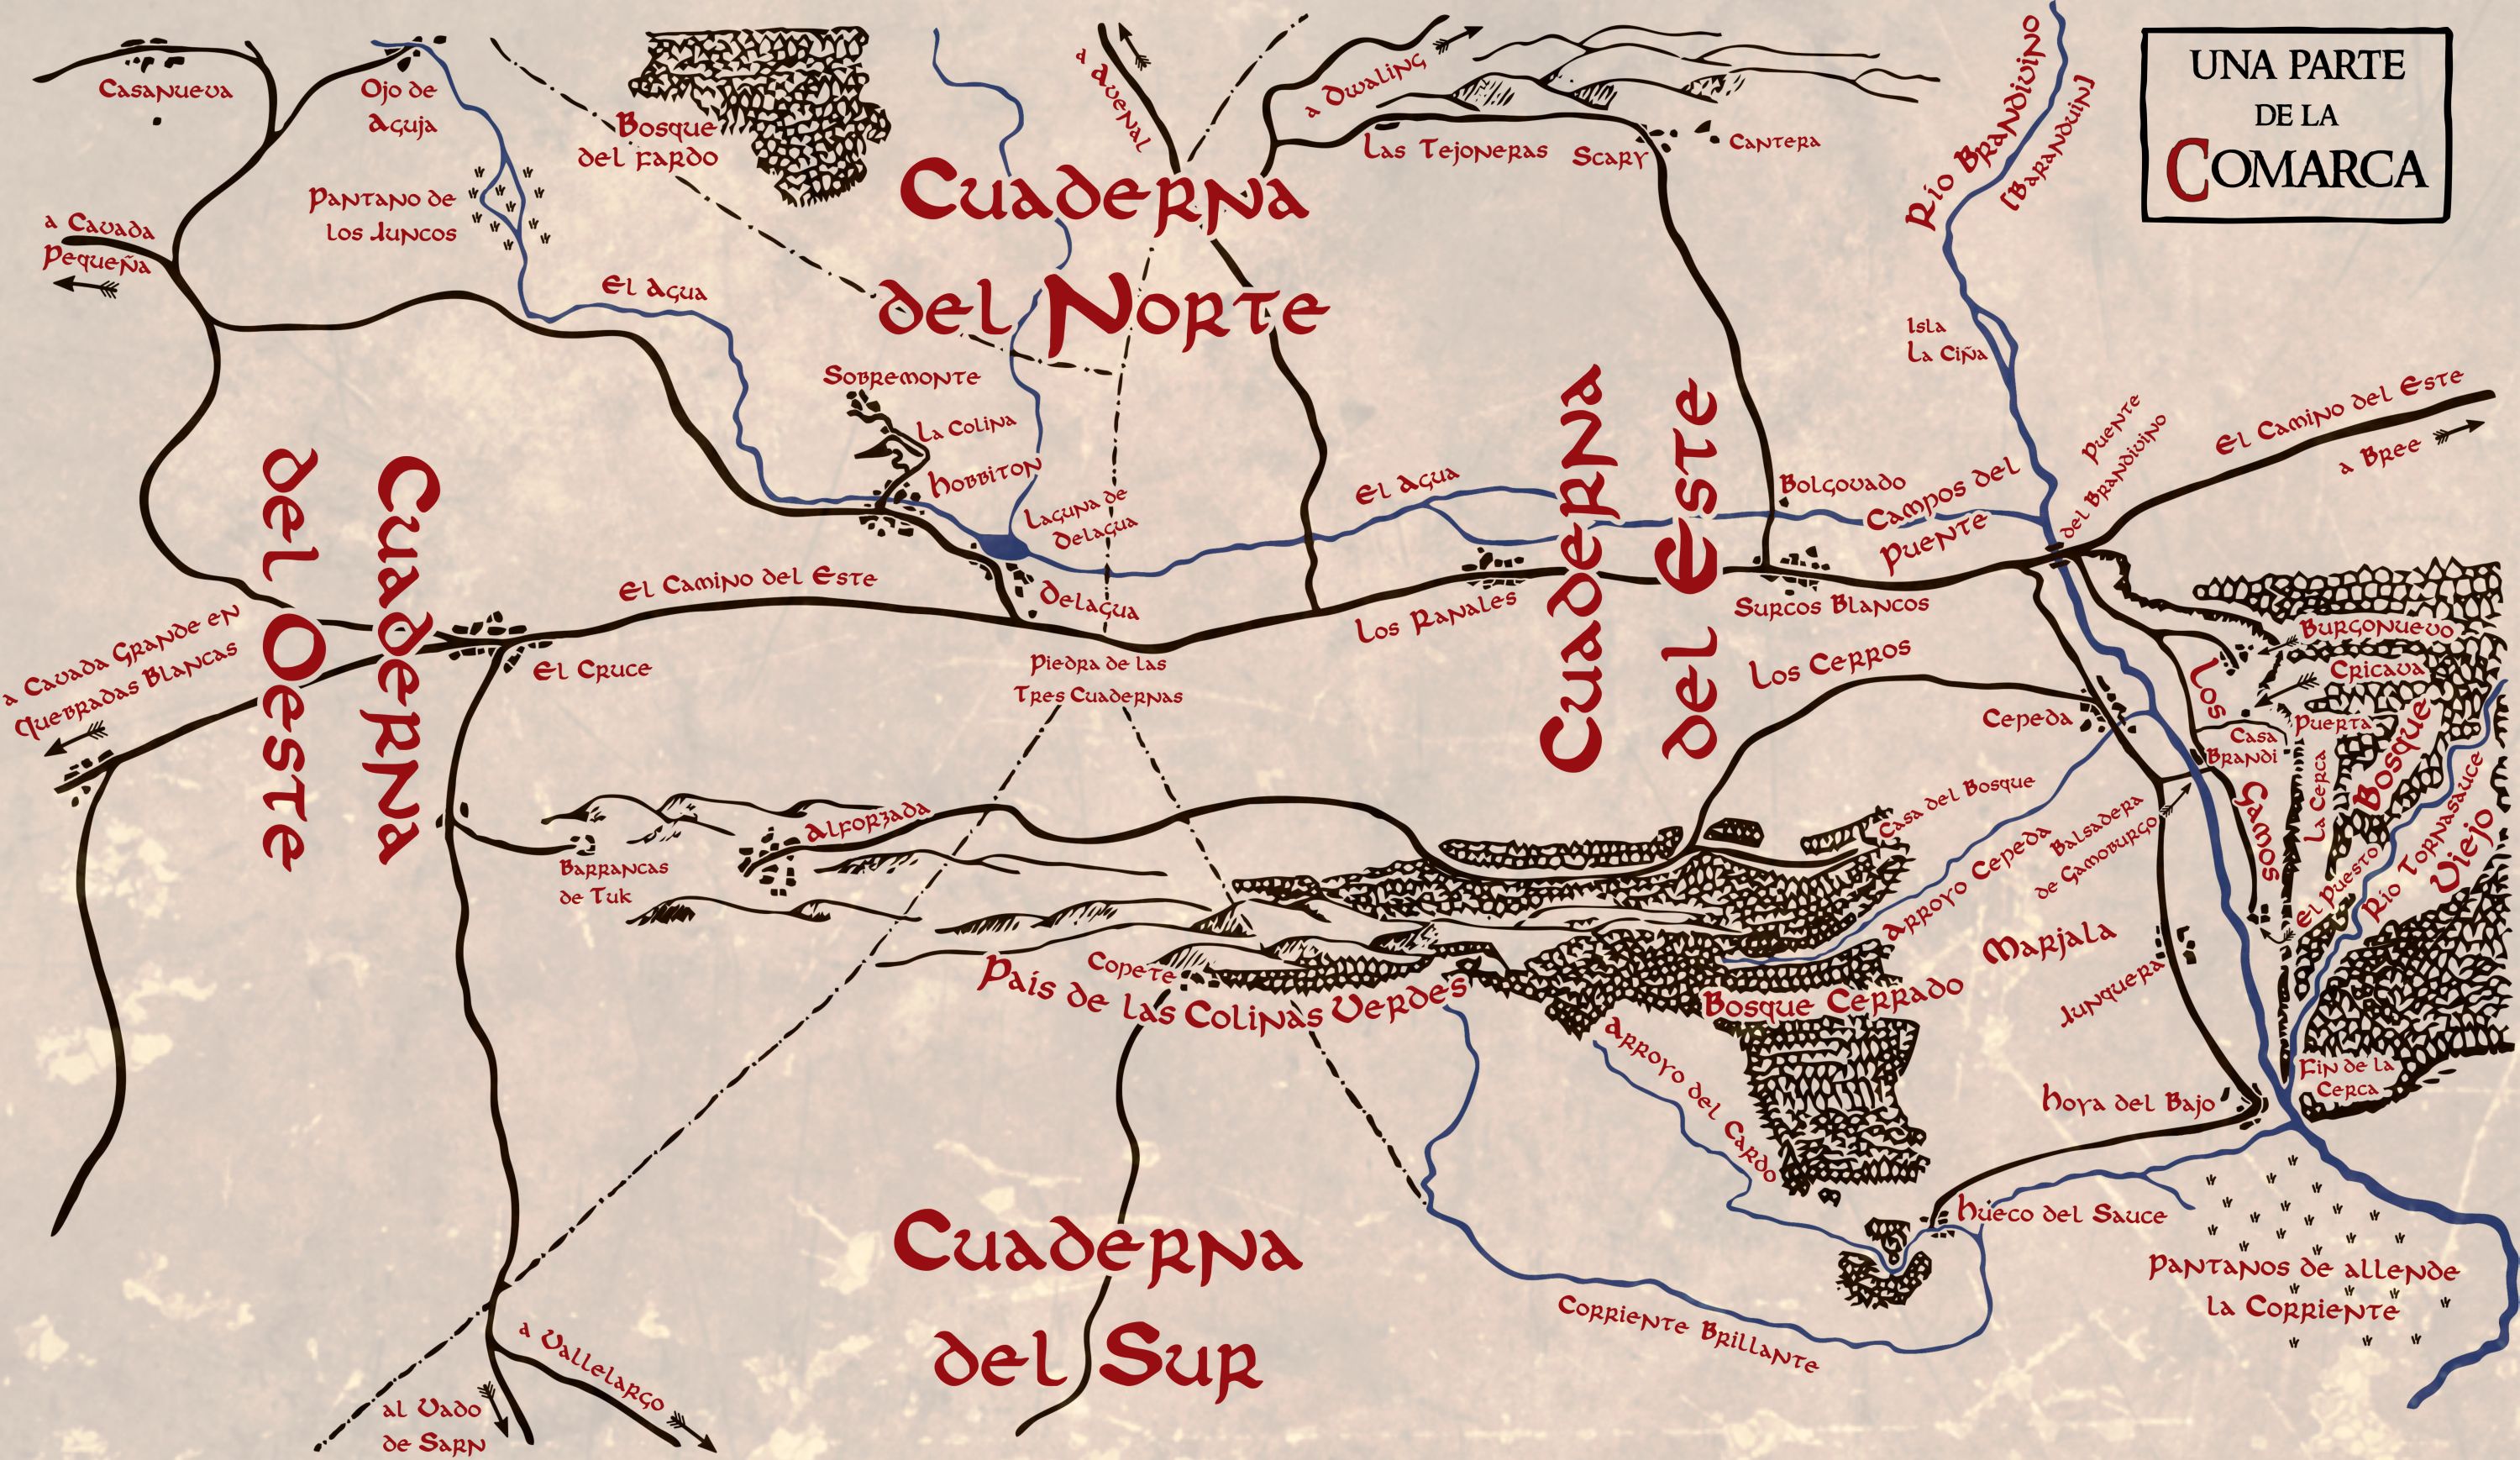 UNA PARTE
DE LA
COMARCA
Casanueva
Ojo de
Aguja
Bosque
del Fardo
a Avenal
a Dwaling
Las Tejoneras
Scary
Cantera
Río Brandivino
[Baranduin]
Pantano de
los Juncos
a Cavada
Pequeña
Cuaderna
del Norte
El Agua
Isla
La Ciña
Sobremonte
La Colina
Hobbiton
Laguna de
Delagua
El Agua
Cuaderna
del Este
Bolgovado
Campos del
Puente
Puente
del Brandivino
El Camino del Este
a Bree
Cuaderna
del Oeste
El Camino del Este
Delagua
Los Ranales
Surcos Blancos
a Cavada Grande en
Quebradas Blancas
El Cruce
Piedra de las
Tres Cuadernas
Los Cerros
Cepeda
Burgonuevo
Cricava
Los
Gamos
Puerta
Casa
Brandi
La Cerca
Bosque
Viejo
Río Tornasauce
El Puesto
Alforzada
Barrancas
de Tuk
Casa del Bosque
Arroyo Cepeda
Balsadera
de Gamoburgo
Marjala
Junquera
Copete
País de las Colinas Verdes
Bosque Cerrado
Arroyo del Cardo
Fin de la
Cerca
Hoya del Bajo
Hueco del Sauce
Pantanos de allende
la Corriente
Cuaderna
del Sur
Corriente Brillante
a Vallelargo
al Vado
de Sarn